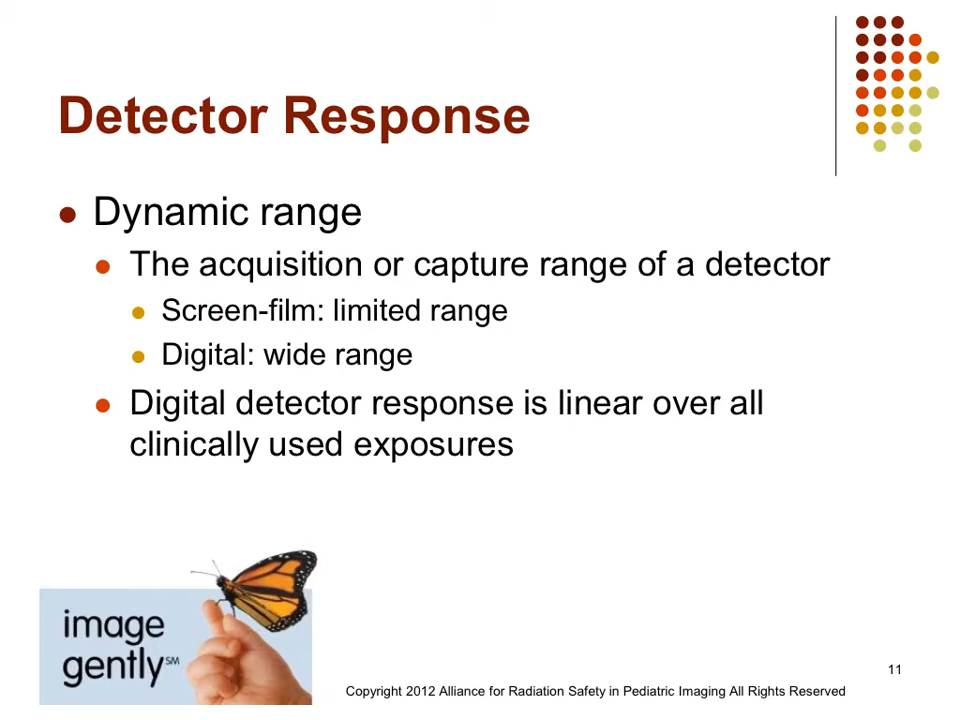 Detector Response
Dynamic range
The acquisition or capture range of a detector
Screen-film: limited range
Digital: wide range
Digital detector response is linear over all
clinically used exposures
image
gently℠
11
Copyright 2012 Alliance for Radiation Safety in Pediatric Imaging All Rights Reserved